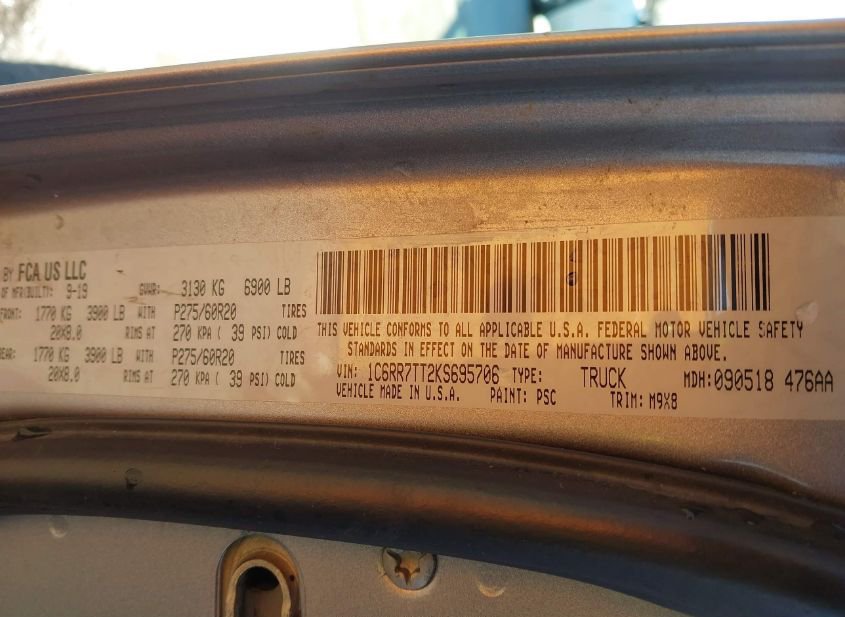 BY FCA US LLC
OF MFR(BUILT): 9-19 GVWR: 3130 KG 6900 LB
FRONT: 1770 KG 3900 LB WITH P275/60R20 TIRES
20X8.0 RIMS AT 270 KPA ( 39 PSI) COLD
REAR: 1770 KG 3900 LB WITH P275/60R20 TIRES
20X8.0 RIMS AT 270 KPA ( 39 PSI) COLD
THIS VEHICLE CONFORMS TO ALL APPLICABLE U.S.A. FEDERAL MOTOR VEHICLE SAFETY
STANDARDS IN EFFECT ON THE DATE OF MANUFACTURE SHOWN ABOVE.
VIN: 1C6RR7TT2KS695706 TYPE: TRUCK MDH: 090518 476AA
VEHICLE MADE IN U.S.A. PAINT: PSC TRIM: M9X8